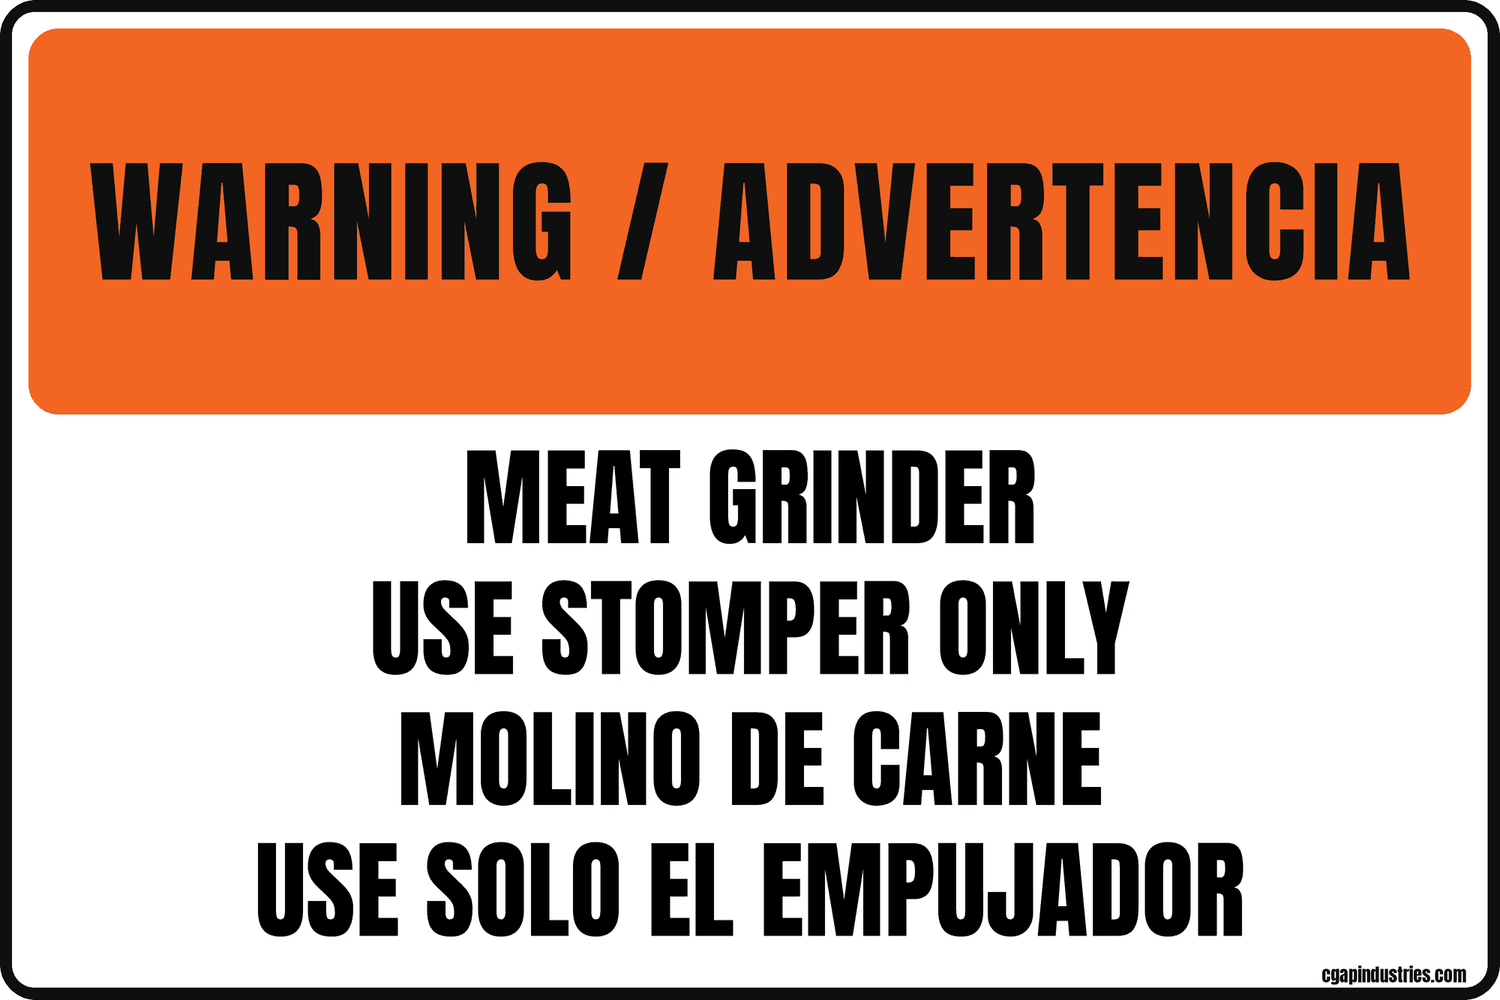 WARNING / ADVERTENCIA
MEAT GRINDER
USE STOMPER ONLY
MOLINO DE CARNE
USE SOLO EL EMPUJADOR
cgapindustries.com